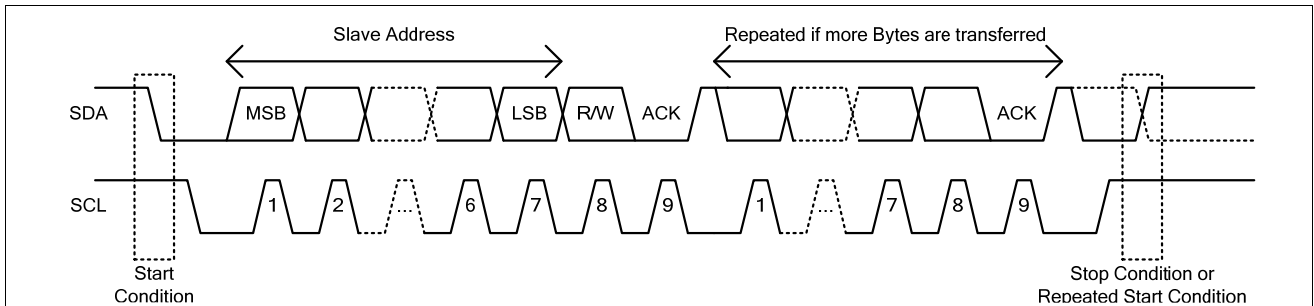 Slave Address
Repeated if more Bytes are transferred
SDA MSB LSB R/W ACK ACK
SCL 1 2 ... 6 7 8 9 1 ... 7 8 9
Start
Condition
Stop Condition or
Repeated Start Condition